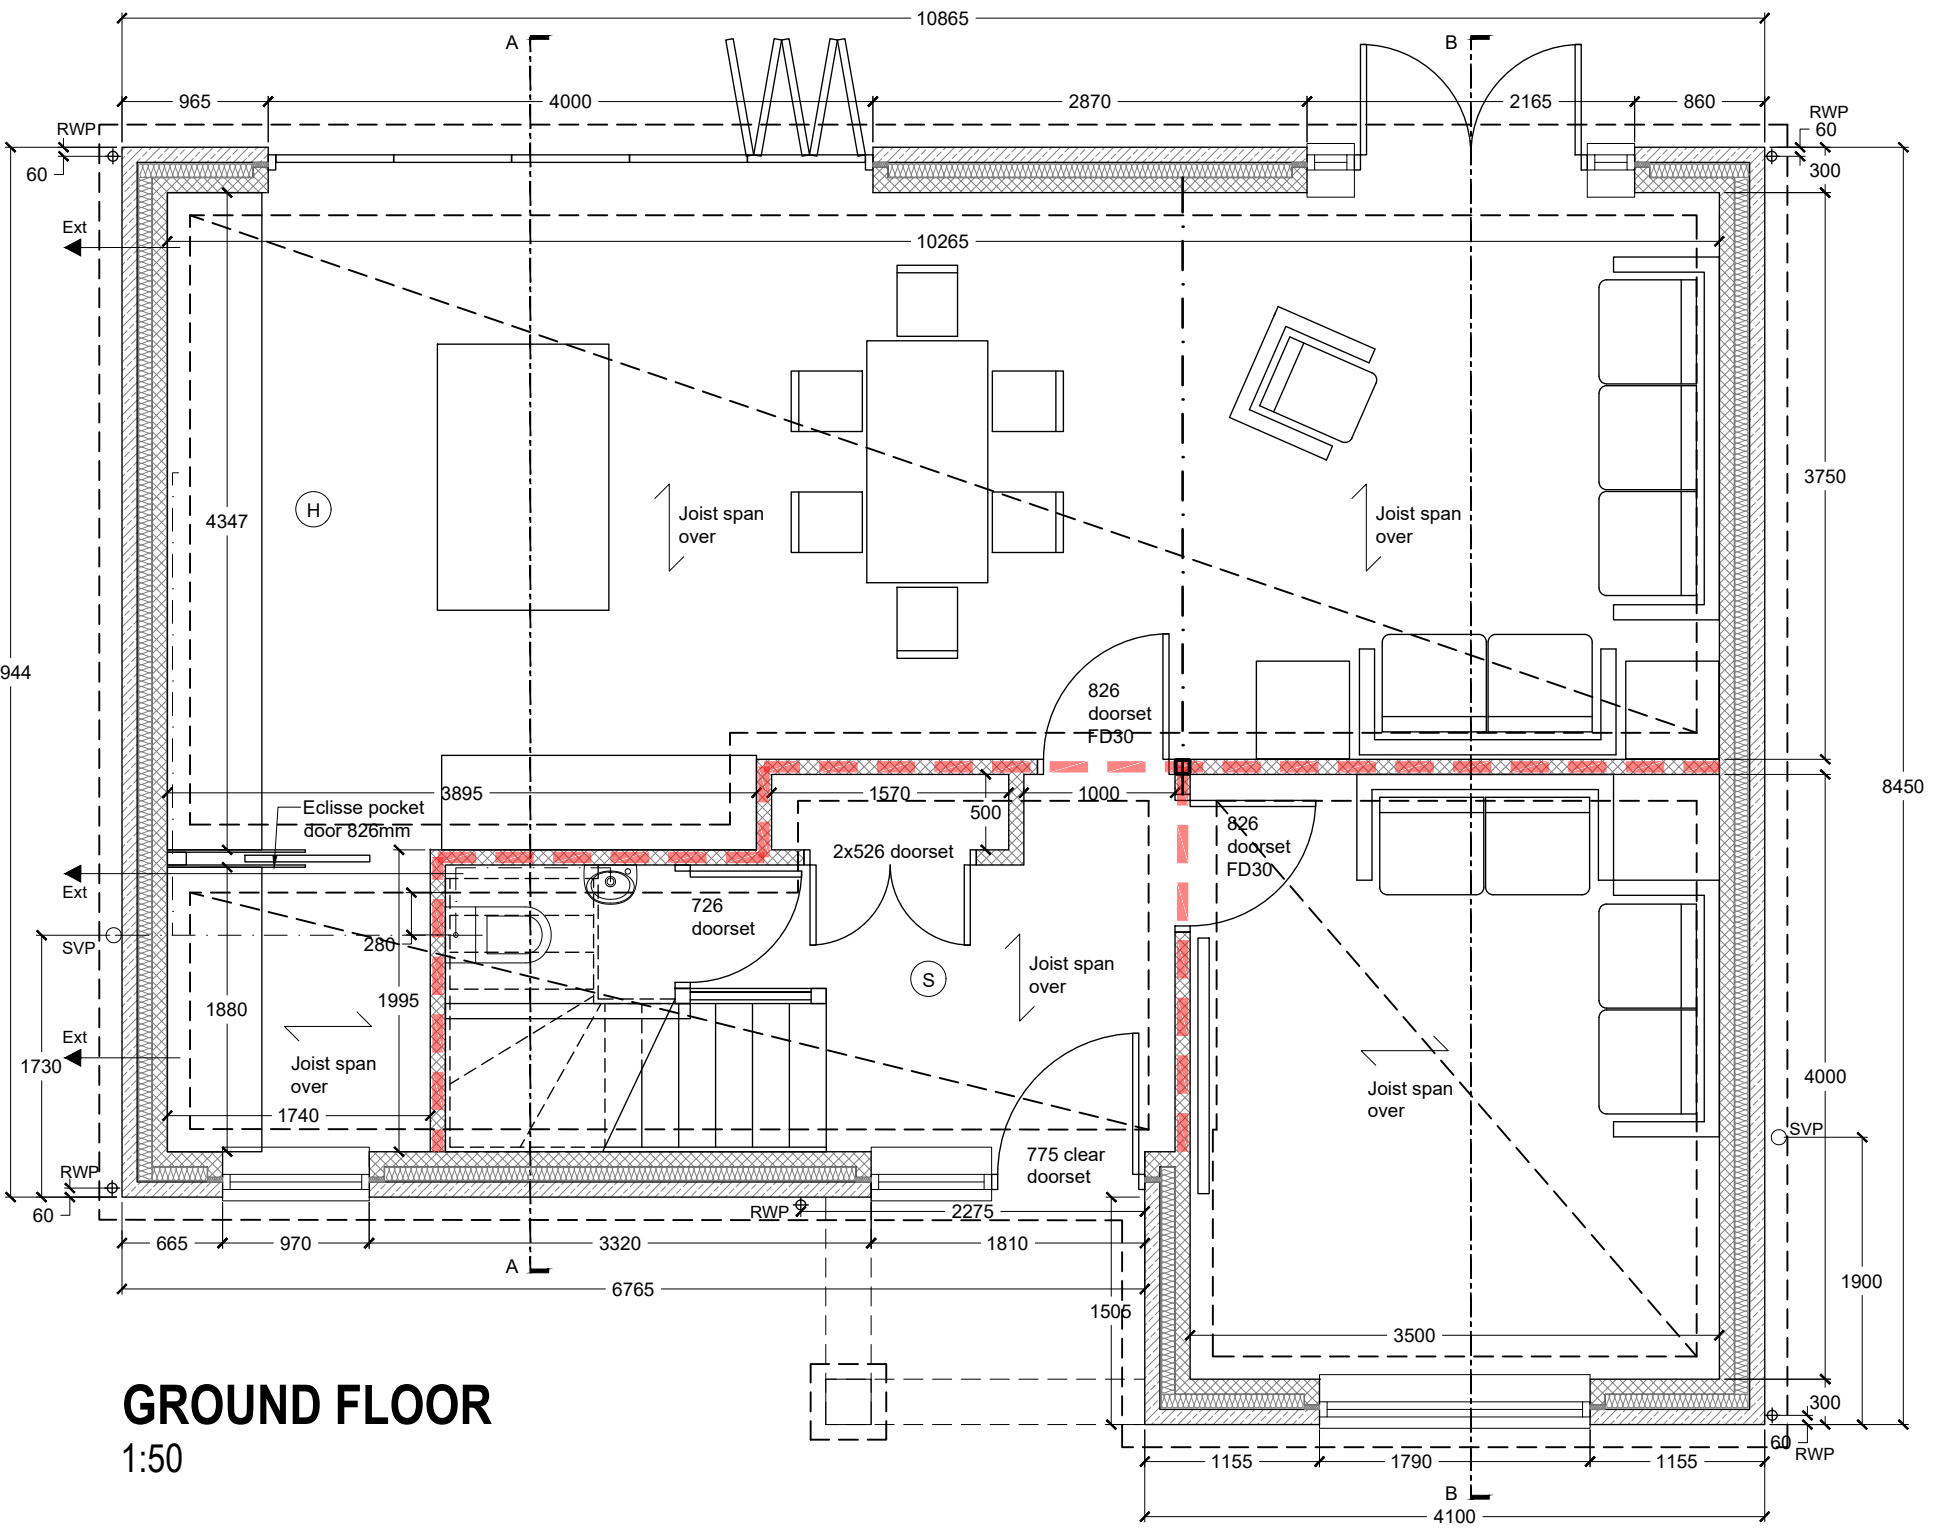 10865
A
B
965
4000
2870
2165
860
RWP
60
RWP
60
300
Ext
10265
4347
H
Joist span
over
Joist span
over
3750
944
826
doorset
FD30
8450
3895
1570
1000
500
Eclisse pocket
door 826mm
2x526 doorset
826
doorset
FD30
Ext
726
doorset
SVP
280
1880
1995
S
Joist span
over
Ext
1730
Joist span
over
Joist span
over
4000
1740
SVP
775 clear
doorset
RWP
60
RWP
2275
665
970
3320
1810
A
6765
1505
1900
3500
GROUND FLOOR
1:50
300
60
RWP
1155
1790
1155
B
4100